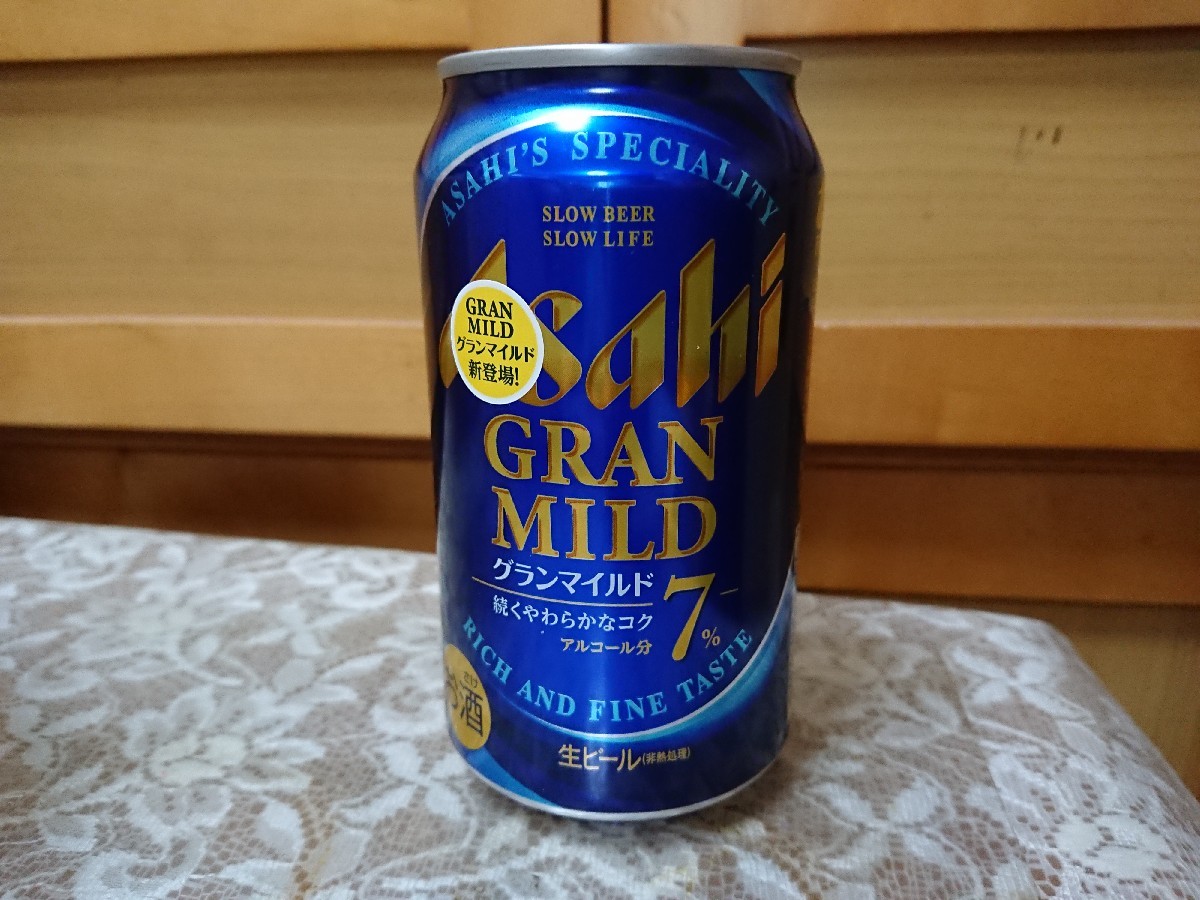 ASAHI'S SPECIALITY
SLOW BEER
SLOW LIFE
Asahi
GRAN
MILD
グランマイルド
新登場!
GRAN
MILD
グランマイルド
続くやわらかなコク
アルコール分
7%
RICH AND FINE TASTE
お酒
生ビール(非熱処理)